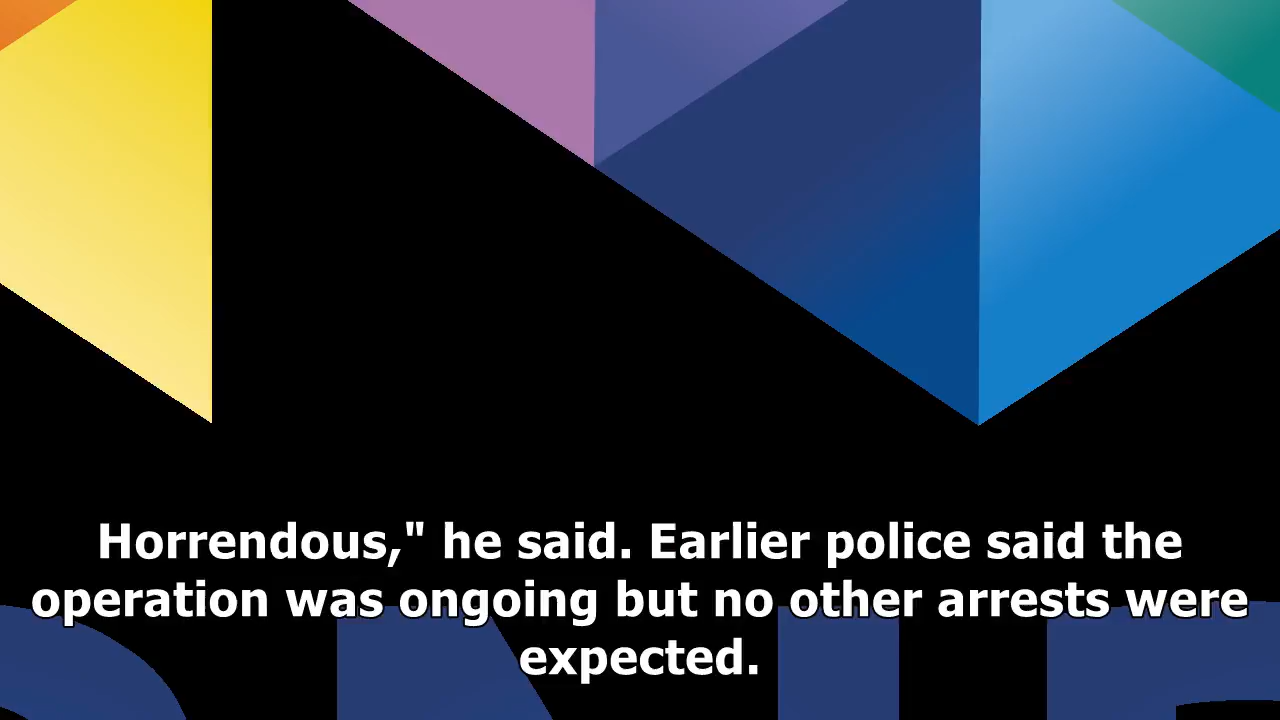 Horrendous," he said. Earlier police said the
operation was ongoing but no other arrests were
expected.